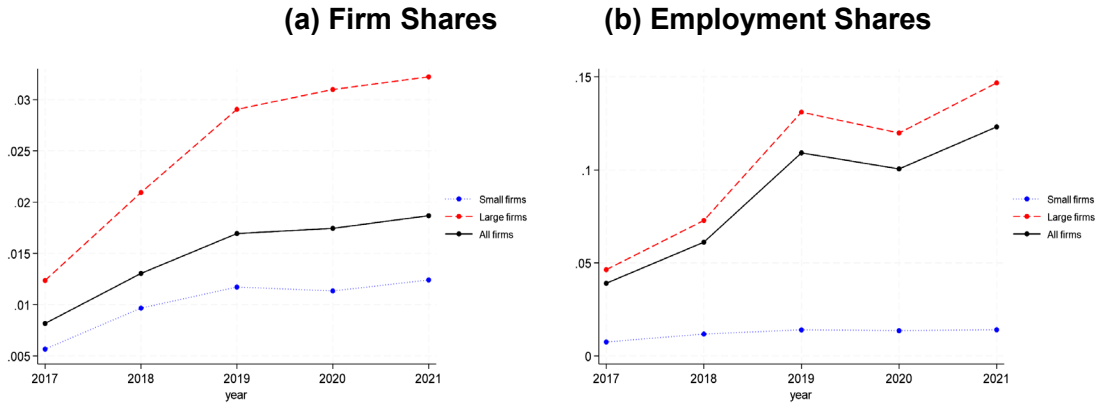 (a) Firm Shares
.03
.025
.02
.015
.01
.005
2017 2018 2019 2020 2021
year
Small firms
Large firms
All firms
(b) Employment Shares
.15
.1
.05
0
2017 2018 2019 2020 2021
year
Small firms
Large firms
All firms